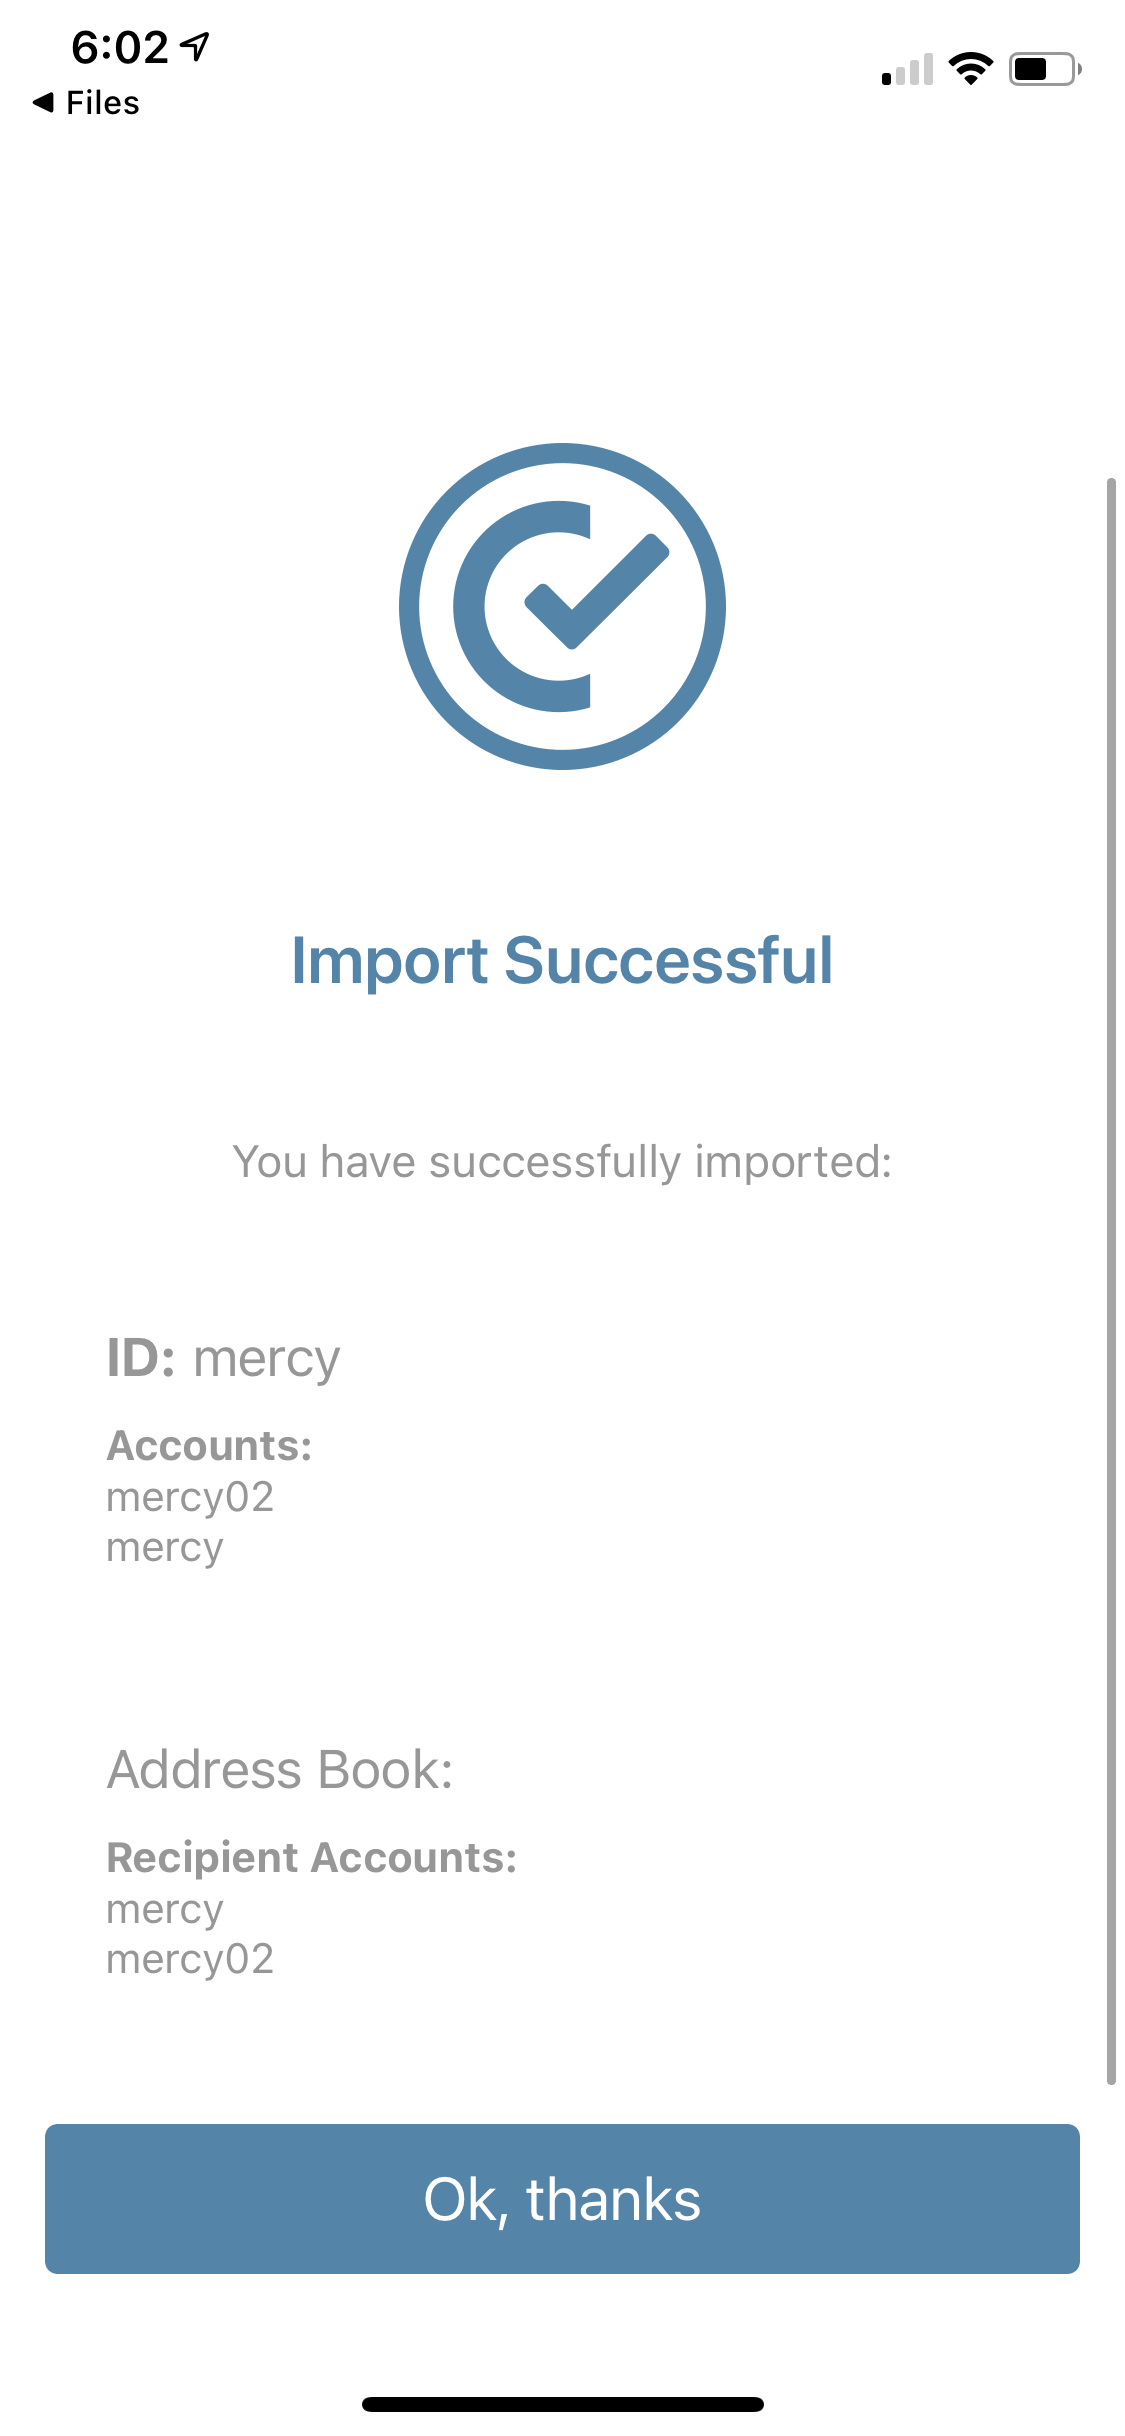 6:02
Files
Import Successful
You have successfully imported:
ID: mercy
Accounts:
mercy02
mercy
Address Book:
Recipient Accounts:
mercy
mercy02
Ok, thanks